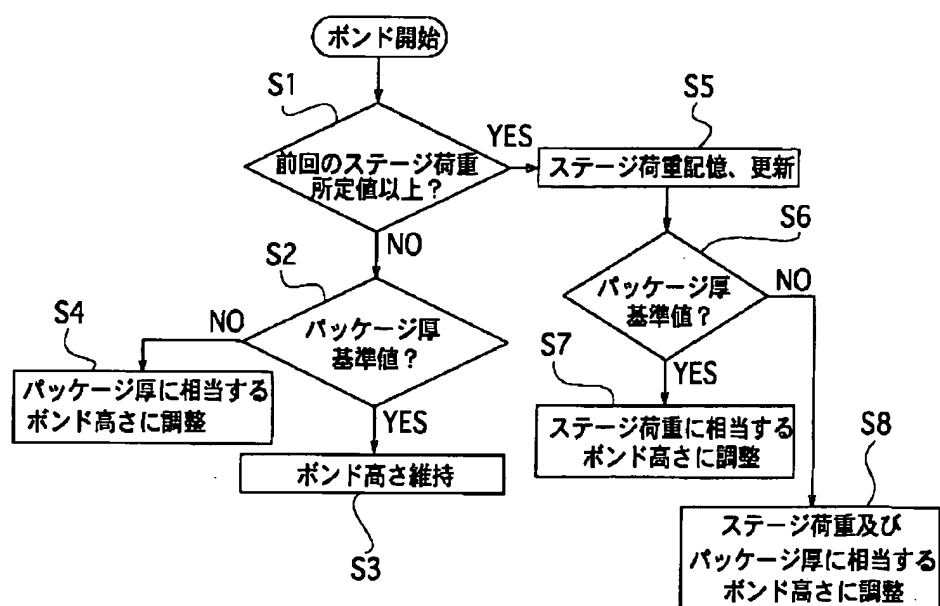 ボンド開始
S1
前回のステージ荷重
所定値以上?
YES
NO
S5
ステージ荷重記憶、更新
S6
パッケージ厚
基準値?
NO
YES
S2
パッケージ厚
基準値?
NO
YES
S4
パッケージ厚に相当する
ボンド高さに調整
ボンド高さ維持
S3
S7
ステージ荷重に相当する
ボンド高さに調整
S8
ステージ荷重及び
パッケージ厚に相当する
ボンド高さに調整